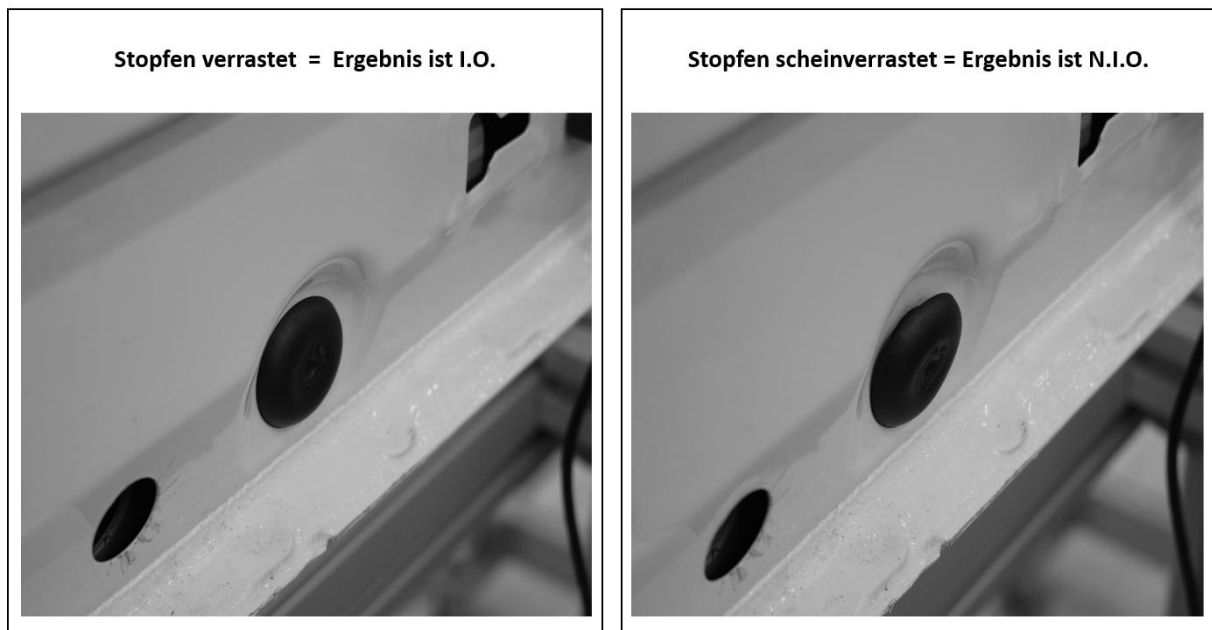 Stopfen verrastet = Ergebnis ist I.O.
Stopfen scheinverrastet = Ergebnis ist N.I.O.